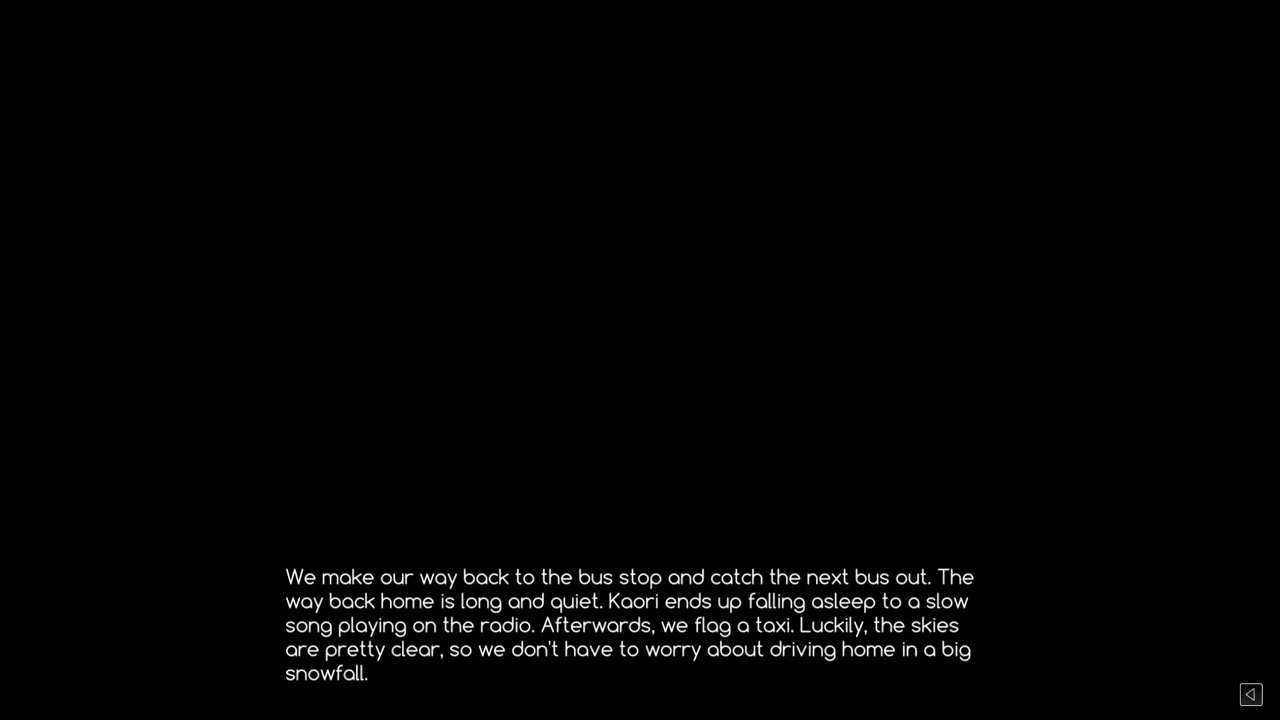 We make our way back to the bus stop and catch the next bus out. The
way back home is long and quiet. Kaori ends up falling asleep to a slow
song playing on the radio. Afterwards, we flag a taxi. Luckily, the skies
are pretty clear, so we don't have to worry about driving home in a big
snowfall.